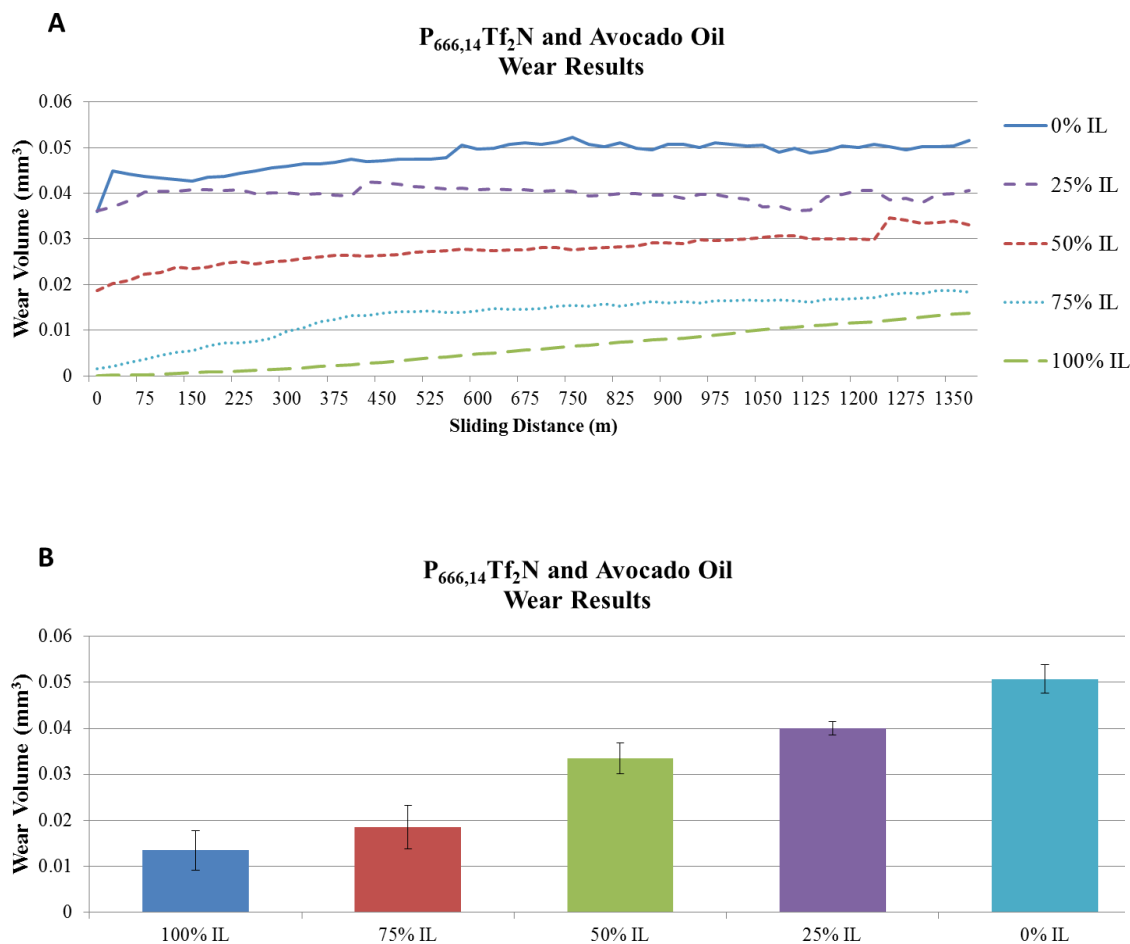 A
P₆₆₆,₁₄Tf₂N and Avocado Oil
Wear Results
Wear Volume (mm³)
0.06
0.05
0.04
0.03
0.02
0.01
0
0 75 150 225 300 375 450 525 600 675 750 825 900 975 1050 1125 1200 1275 1350
Sliding Distance (m)
0% IL
25% IL
50% IL
75% IL
100% IL
B
P₆₆₆,₁₄Tf₂N and Avocado Oil
Wear Results
Wear Volume (mm³)
0.06
0.05
0.04
0.03
0.02
0.01
0
100% IL 75% IL 50% IL 25% IL 0% IL